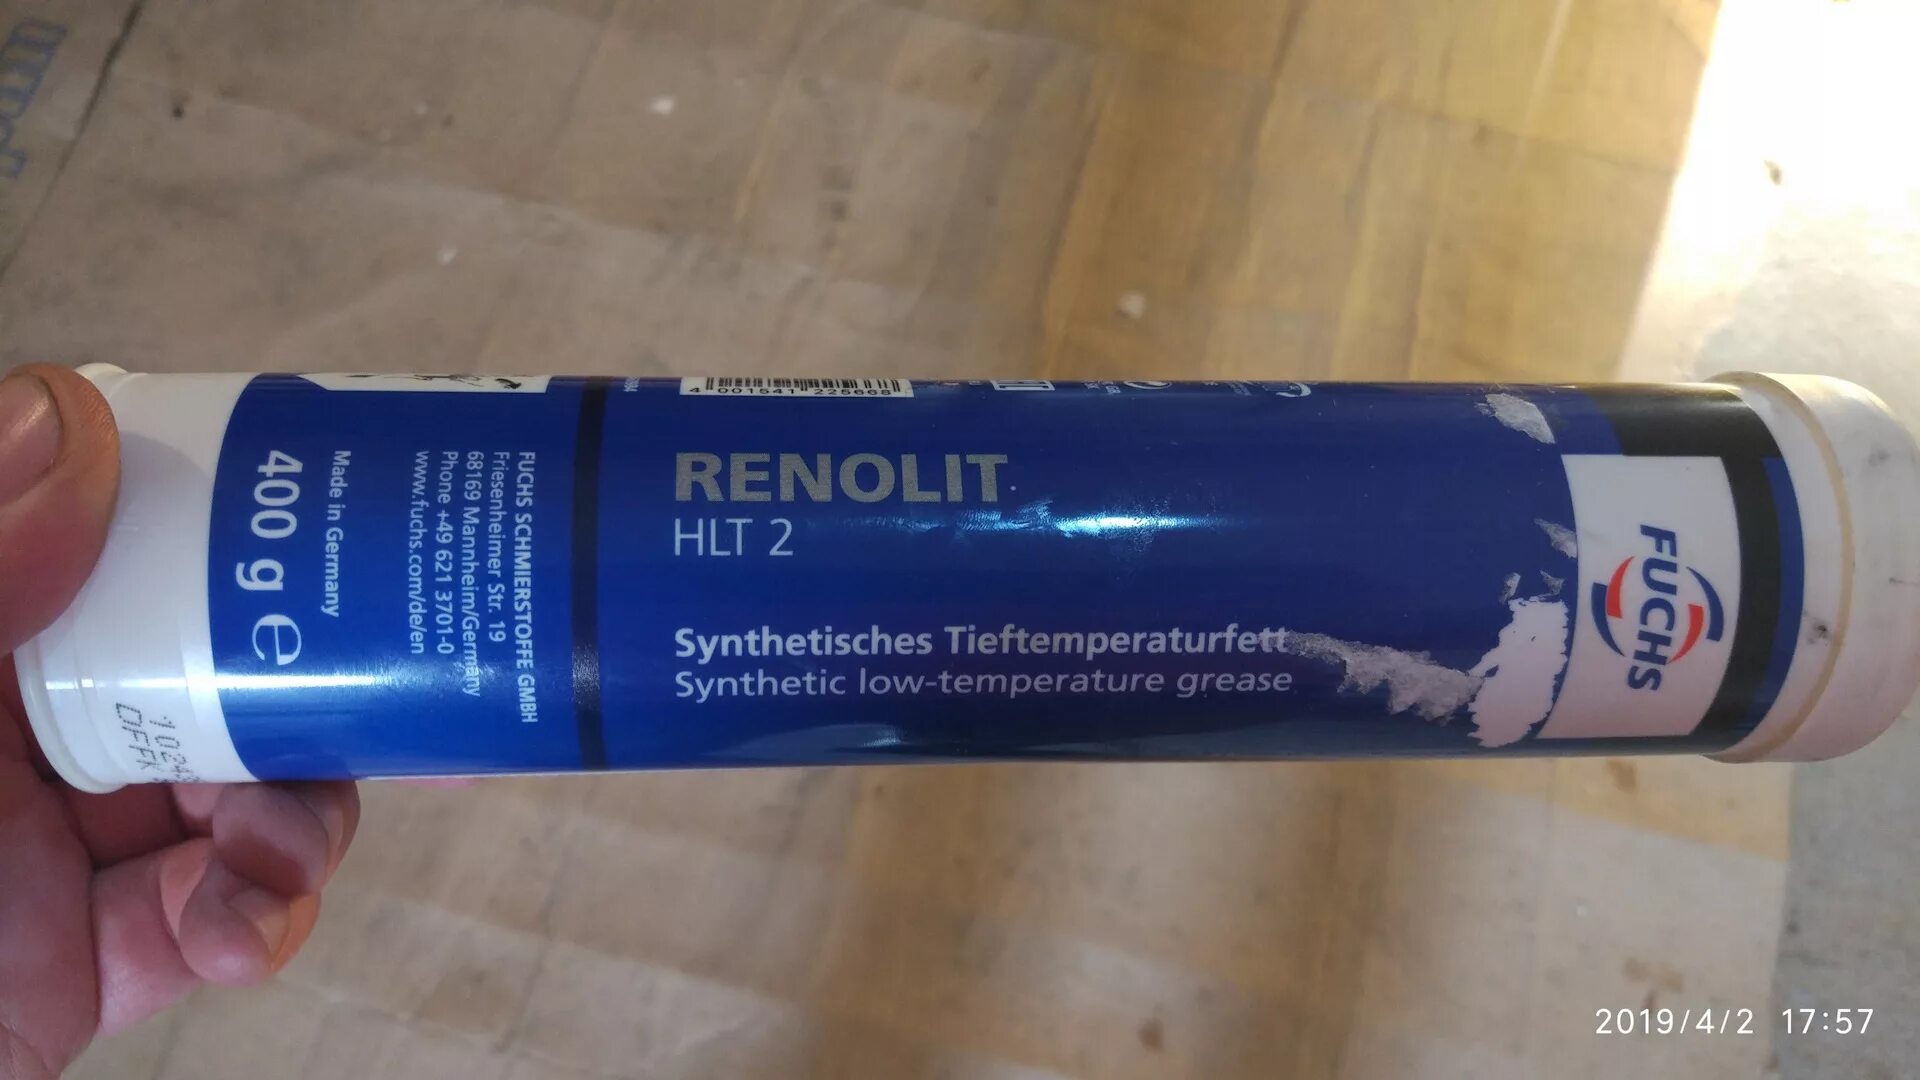 4 001541 225668
RENOLIT
HLT 2
Synthetisches Tieftemperaturfett
Synthetic low-temperature grease
FUCHS
FUCHS SCHMIERSTOFFE GMBH
Friesenheimer Str. 19
68169 Mannheim/Germany
Phone +49 621 3701-0
www.fuchs.com/de/en
Made in Germany
400 g e
2019/4/2 17:57